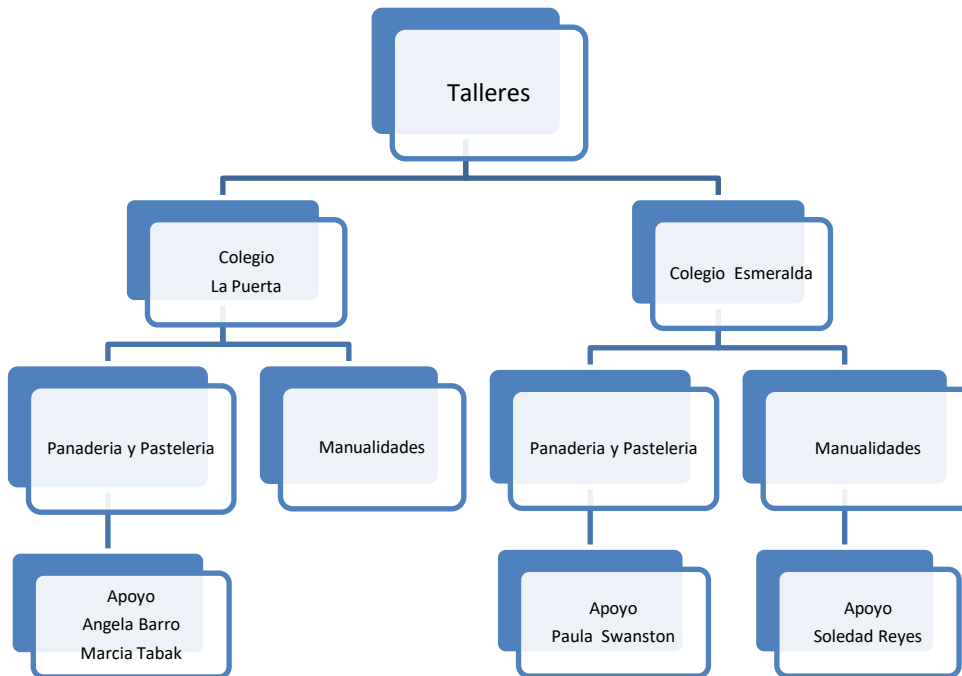 Talleres
Colegio
La Puerta
Colegio Esmeralda
Panaderia y Pasteleria
Manualidades
Panaderia y Pasteleria
Manualidades
Apoyo
Angela Barro
Marcia Tabak
Apoyo
Paula Swanston
Apoyo
Soledad Reyes